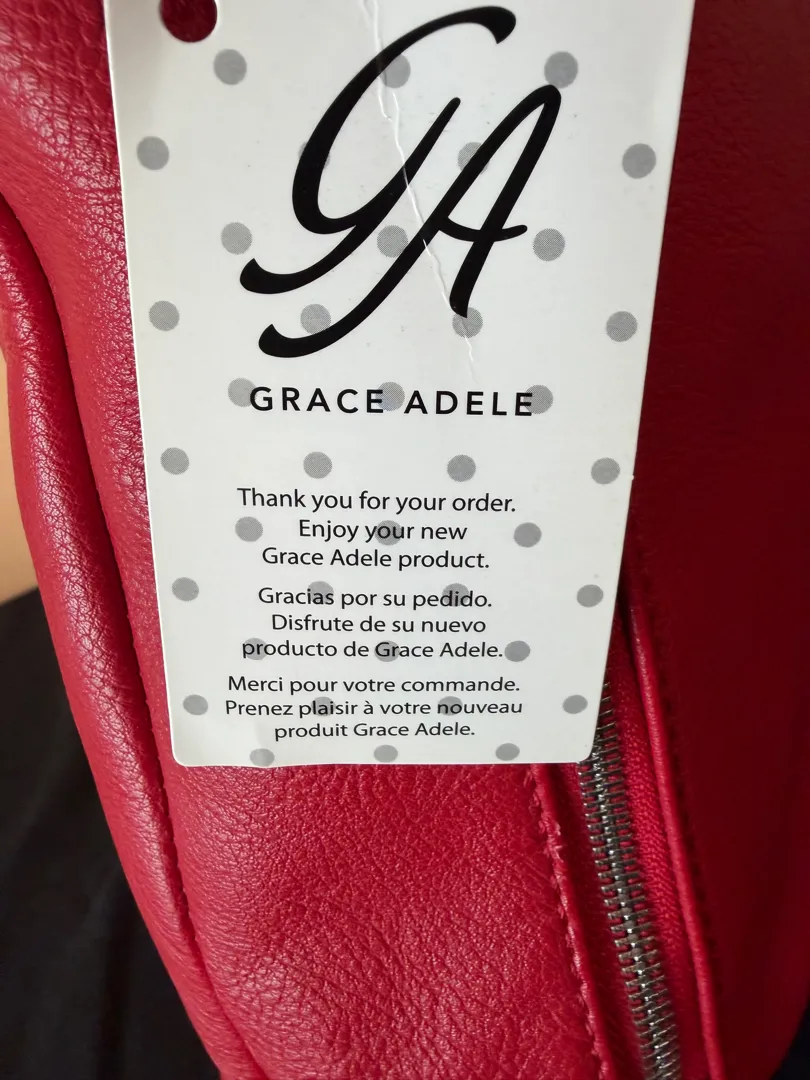 GA
GRACE ADELE
Thank you for your order.
Enjoy your new
Grace Adele product.
Gracias por su pedido.
Disfrute de su nuevo
producto de Grace Adele.
Merci pour votre commande.
Prenez plaisir à votre nouveau
produit Grace Adele.